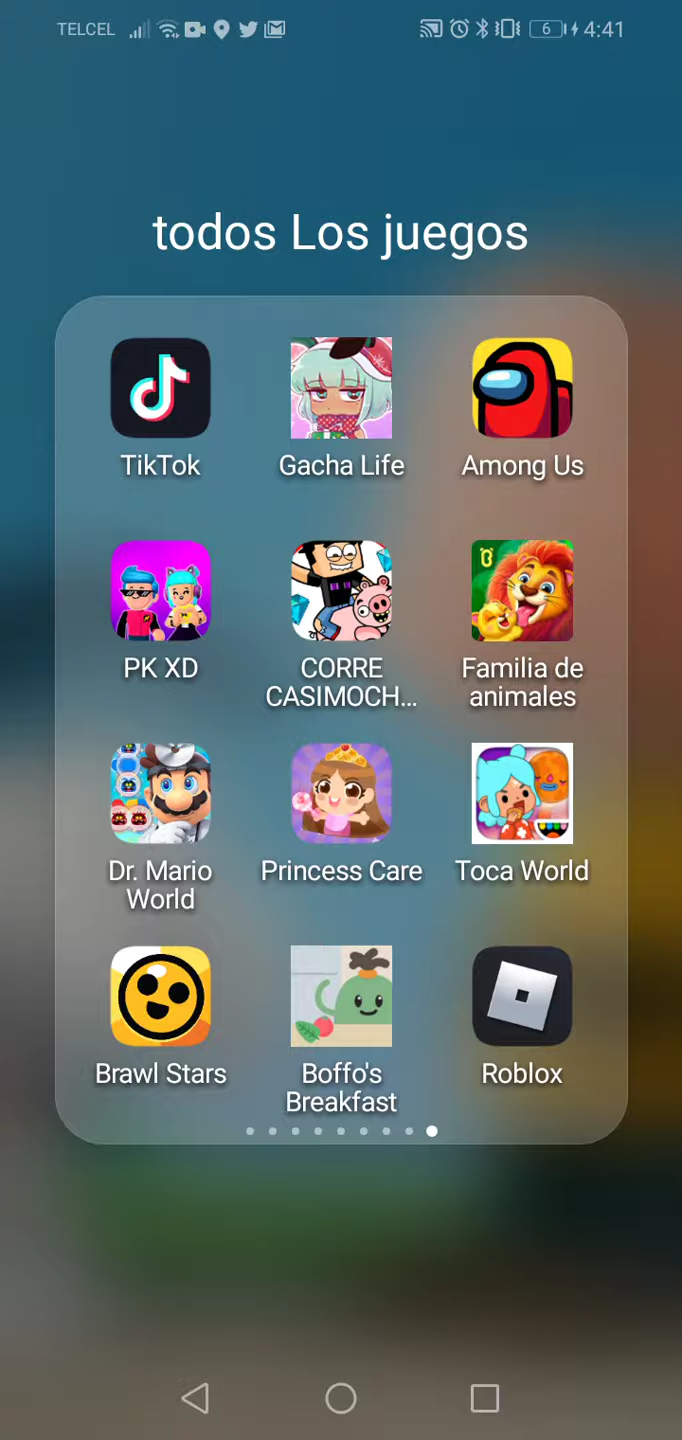 TELCEL 6 4:41
todos Los juegos
TikTok Gacha Life Among Us
PK XD CORRE Familia de
CASIMOCH... animales
Dr. Mario Princess Care Toca World
World
Brawl Stars Boffo's Roblox
Breakfast